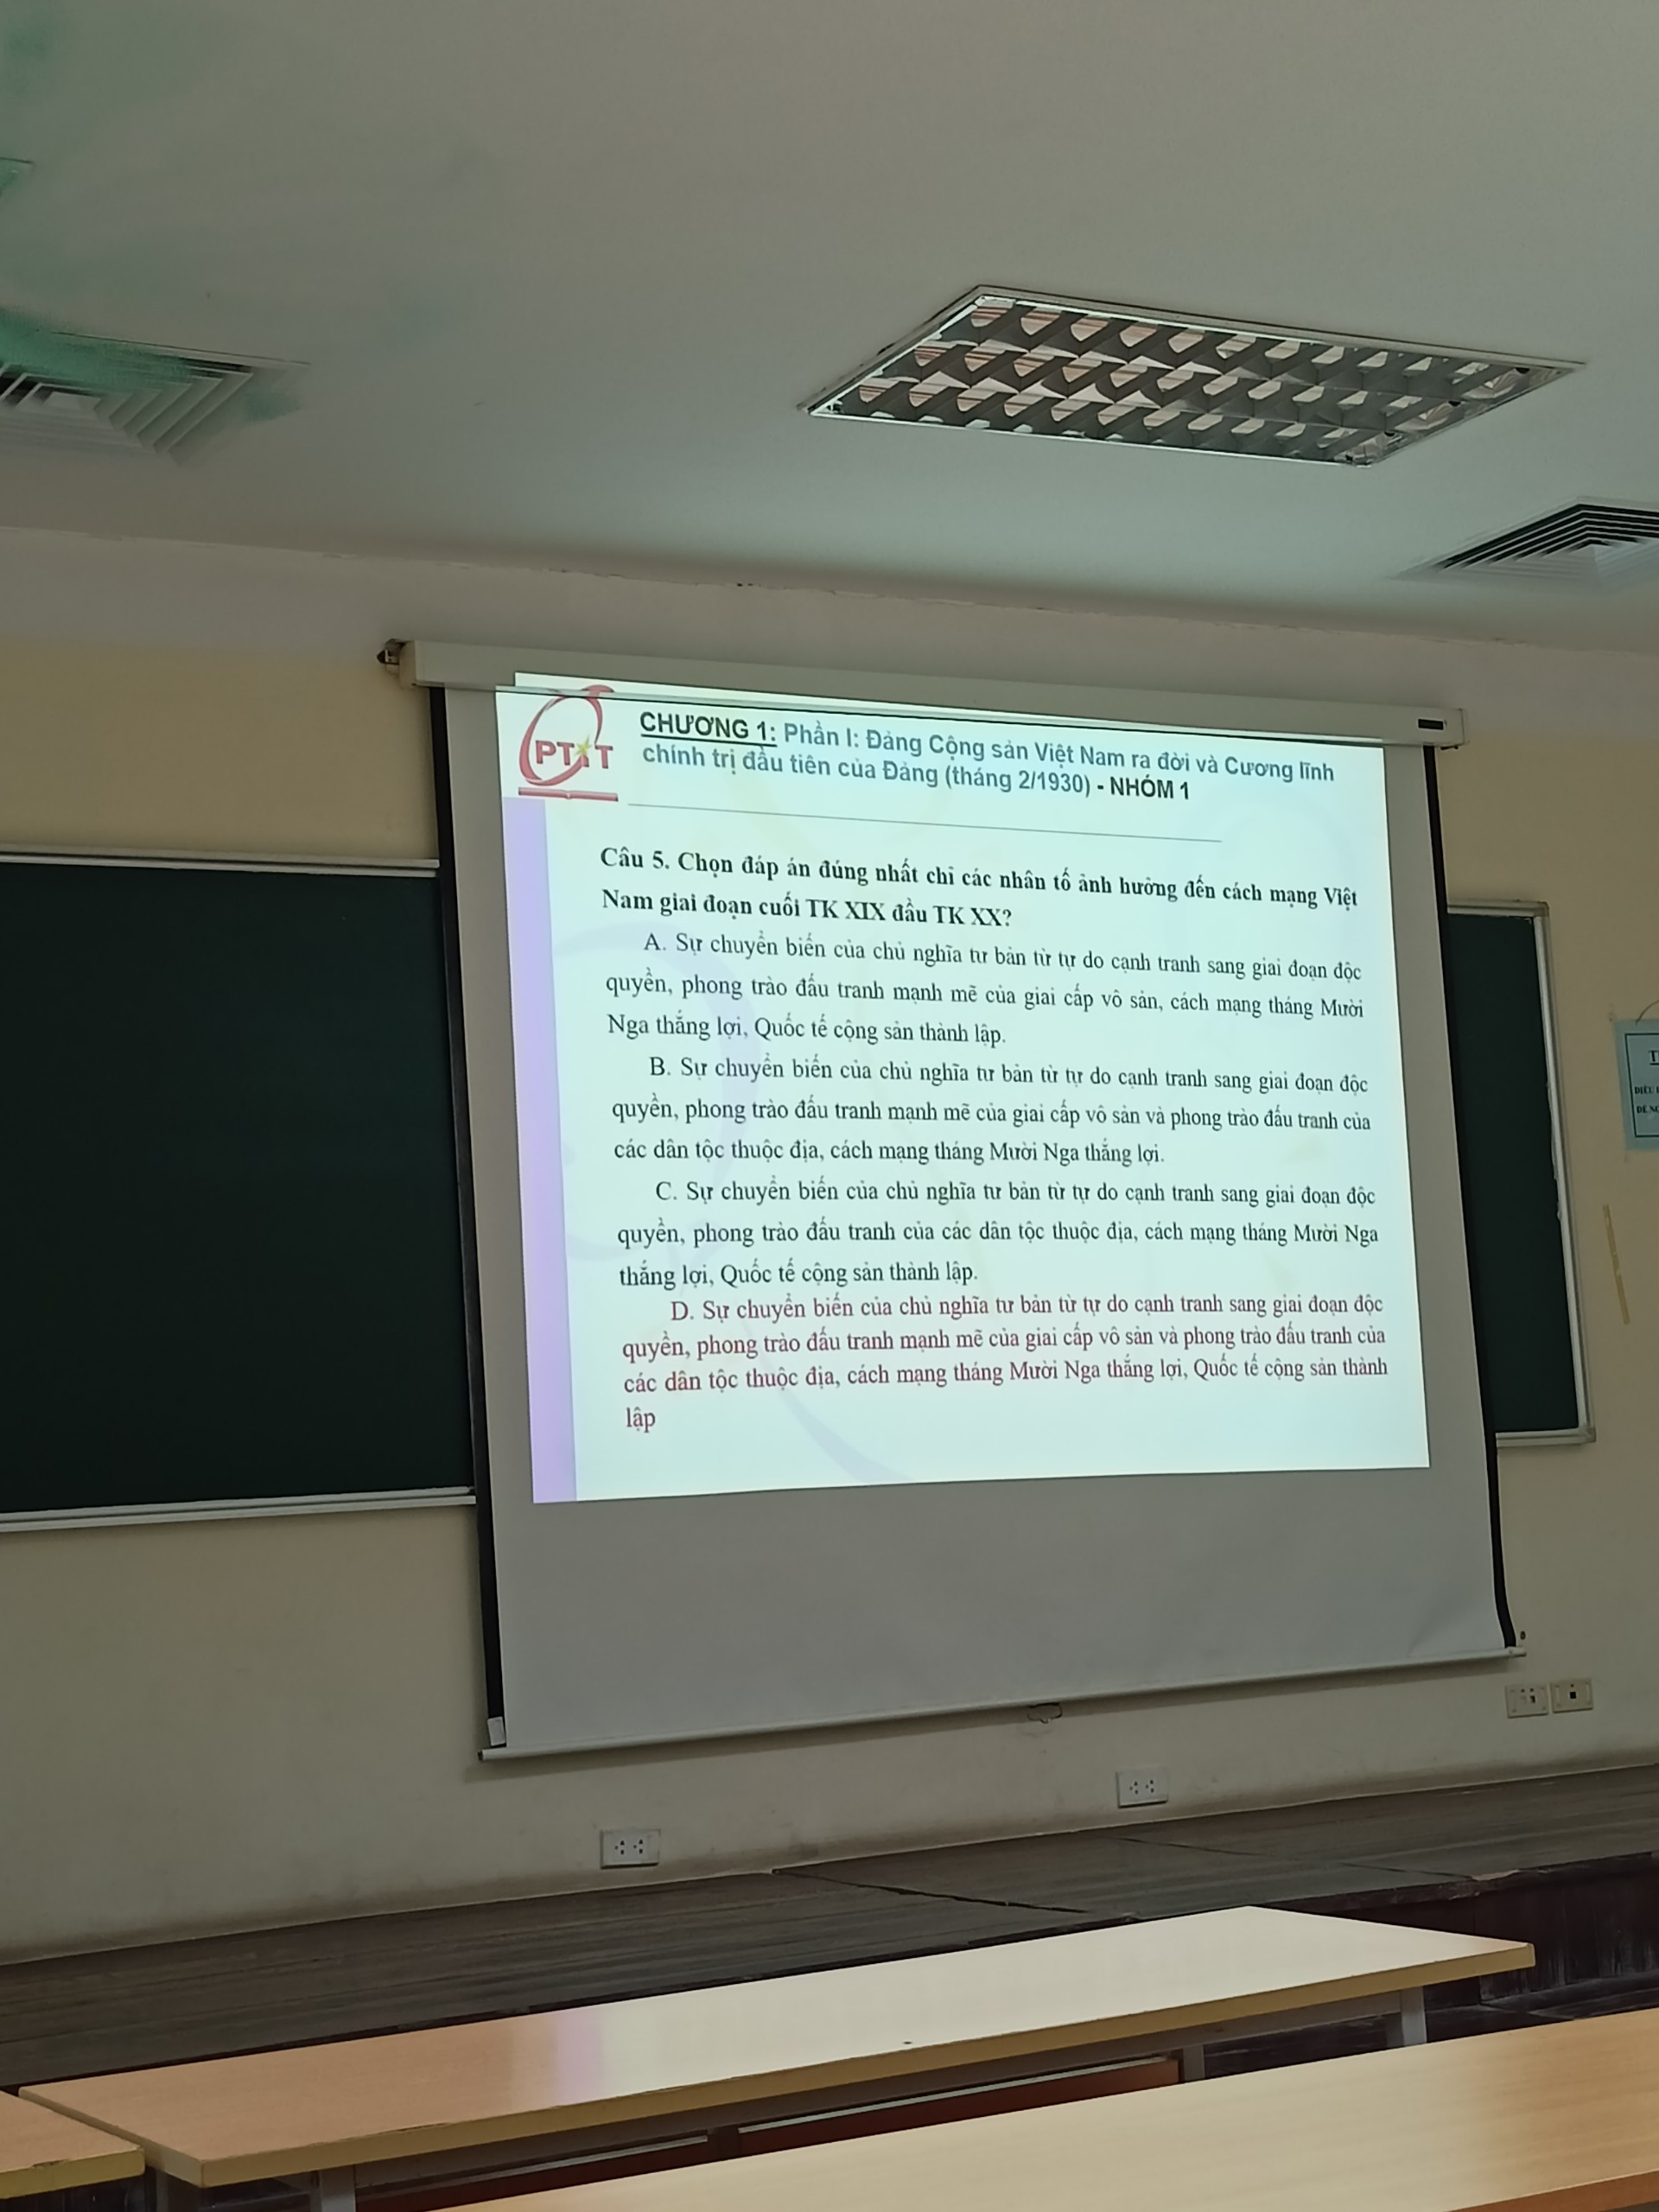 PTIT
CHƯƠNG 1: Phần I: Đảng Cộng sản Việt Nam ra đời và Cương lĩnh
chính trị đầu tiên của Đảng (tháng 2/1930) - NHÓM 1
Câu 5. Chọn đáp án đúng nhất chỉ các nhân tố ảnh hưởng đến cách mạng Việt
Nam giai đoạn cuối TK XIX đầu TK XX?
A. Sự chuyển biến của chủ nghĩa tư bản từ tự do cạnh tranh sang giai đoạn độc
quyền, phong trào đấu tranh mạnh mẽ của giai cấp vô sản, cách mạng tháng Mười
Nga thắng lợi, Quốc tế cộng sản thành lập.
B. Sự chuyển biến của chủ nghĩa tư bản từ tự do cạnh tranh sang giai đoạn độc
quyền, phong trào đấu tranh mạnh mẽ của giai cấp vô sản và phong trào đấu tranh của
các dân tộc thuộc địa, cách mạng tháng Mười Nga thắng lợi.
C. Sự chuyển biến của chủ nghĩa tư bản từ tự do cạnh tranh sang giai đoạn độc
quyền, phong trào đấu tranh của các dân tộc thuộc địa, cách mạng tháng Mười Nga
thắng lợi, Quốc tế cộng sản thành lập.
D. Sự chuyển biến của chủ nghĩa tư bản từ tự do cạnh tranh sang giai đoạn độc
quyền, phong trào đấu tranh mạnh mẽ của giai cấp vô sản và phong trào đấu tranh của
các dân tộc thuộc địa, cách mạng tháng Mười Nga thắng lợi, Quốc tế cộng sản thành
lập